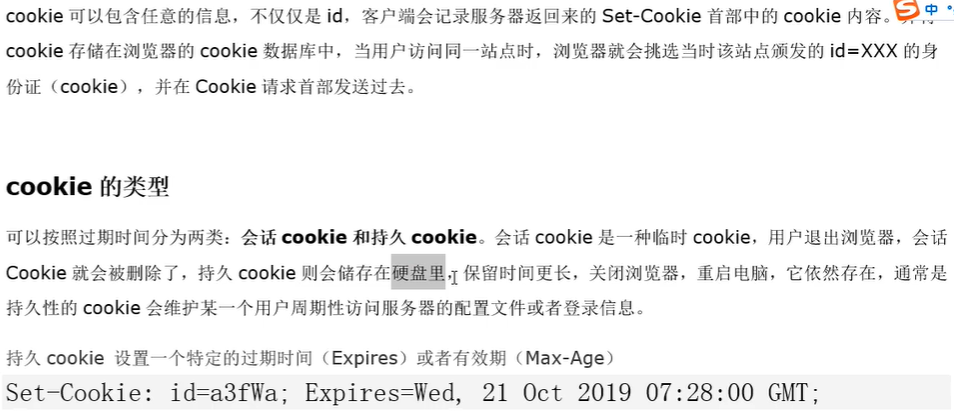 cookie 可以包含任意的信息，不仅仅是 id，客户端会记录服务器返回来的 Set-Cookie 首部中的 cookie 内容。
cookie 存储在浏览器的 cookie 数据库中，当用户访问同一站点时，浏览器就会挑选当时该站点颁发的 id=XXX 的身
份证（cookie），并在 Cookie 请求首部发送过去。
cookie 的类型
可以按照过期时间分为两类：会话 cookie 和持久 cookie。会话 cookie 是一种临时 cookie，用户退出浏览器，会话
Cookie 就会被删除了，持久 cookie 则会储存在硬盘里，保留时间更长，关闭浏览器，重启电脑，它依然存在，通常是
持久性的 cookie 会维护某一个用户周期性访问服务器的配置文件或者登录信息。
持久 cookie 设置一个特定的过期时间（Expires）或者有效期（Max-Age）
Set-Cookie: id=a3fWa; Expires=Wed, 21 Oct 2019 07:28:00 GMT;
S 中